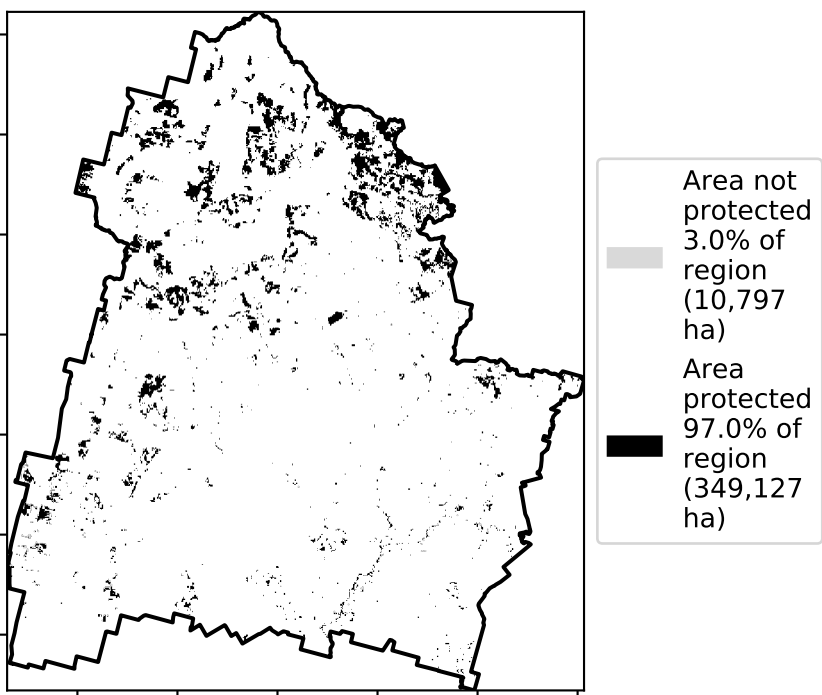 Area not
protected
3.0% of
region
(10,797
ha)
Area
protected
97.0% of
region
(349,127
ha)